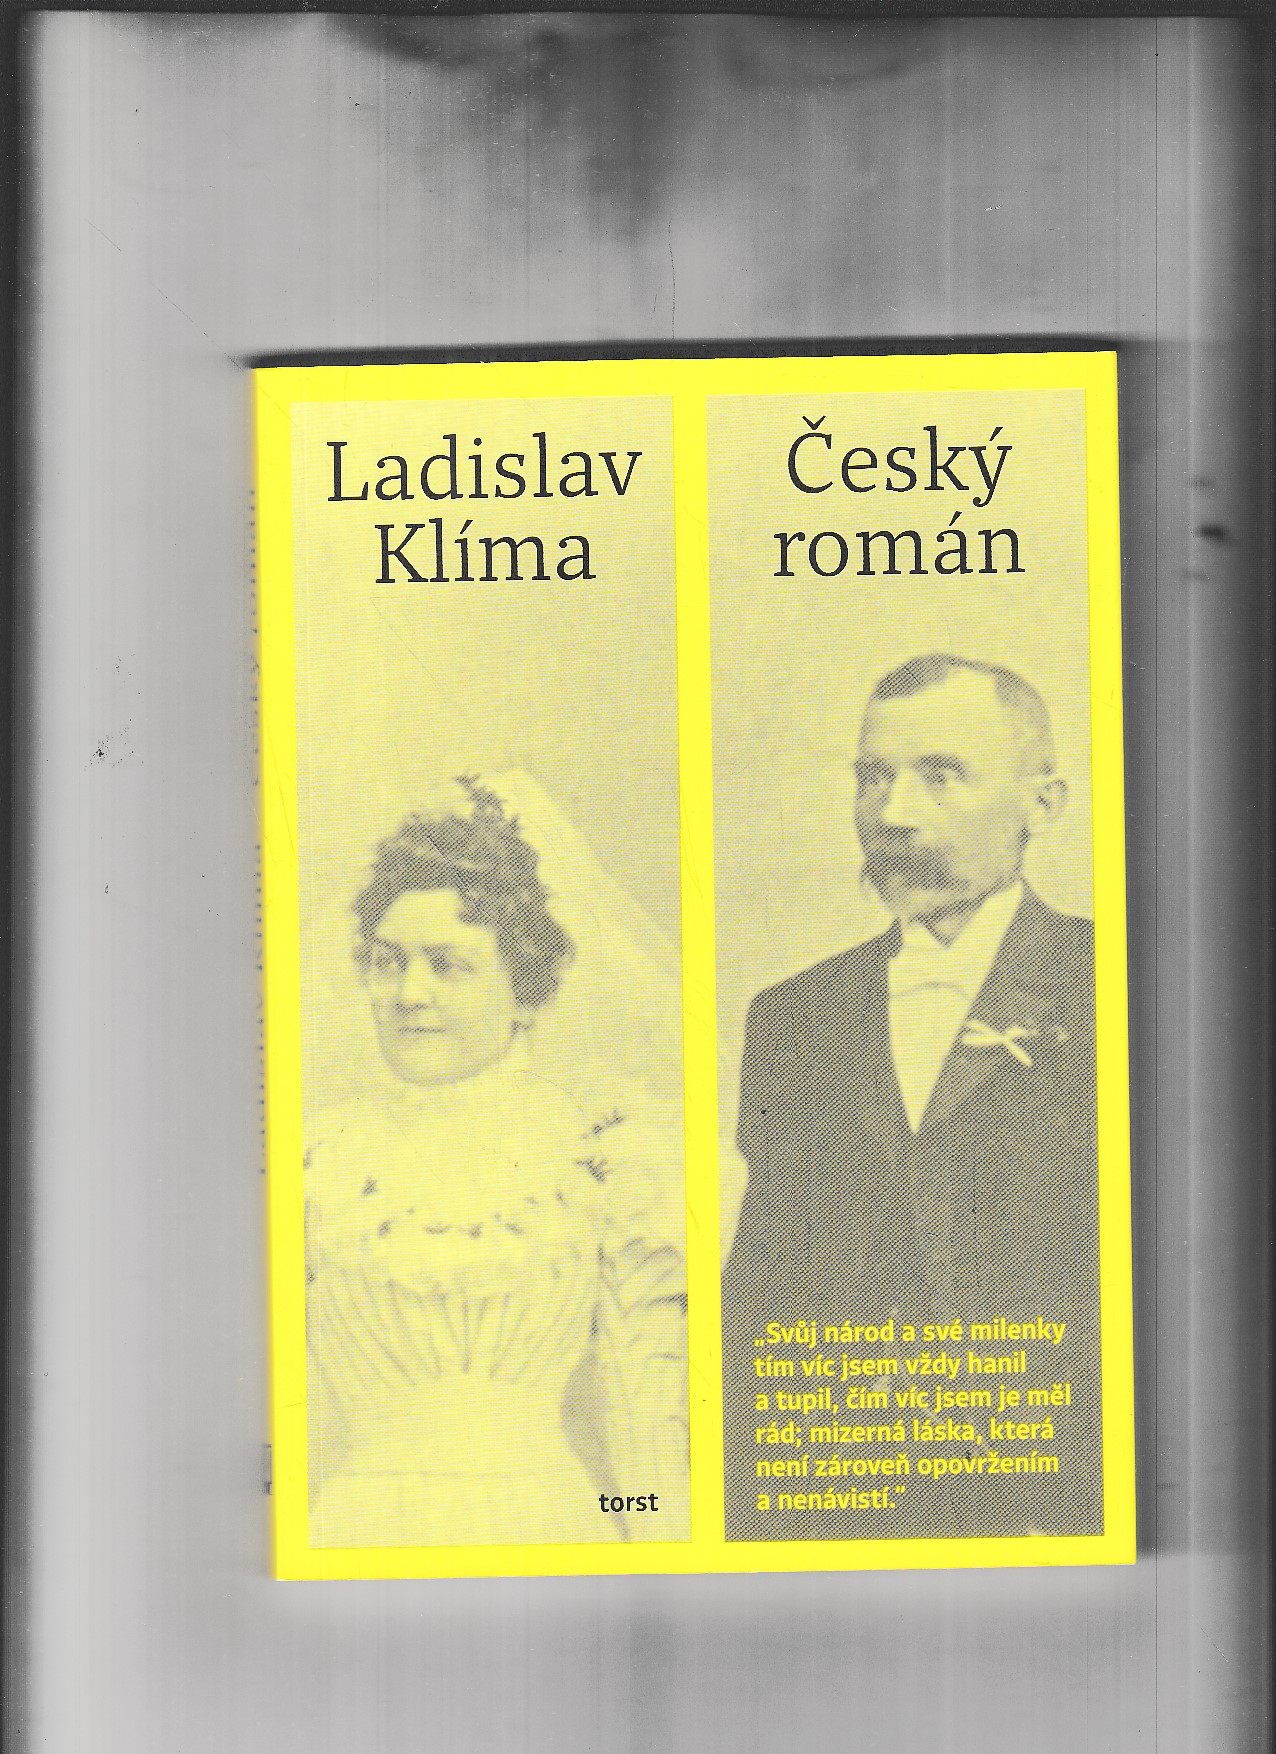 Ladislav
Klíma
Český
román
„Svůj národ a své milenky
tím víc jsem vždy hanil
a tupil, čím víc jsem je měl
rád; mizerná láska, která
není zároveň opovržením
a nenávistí.“
torst